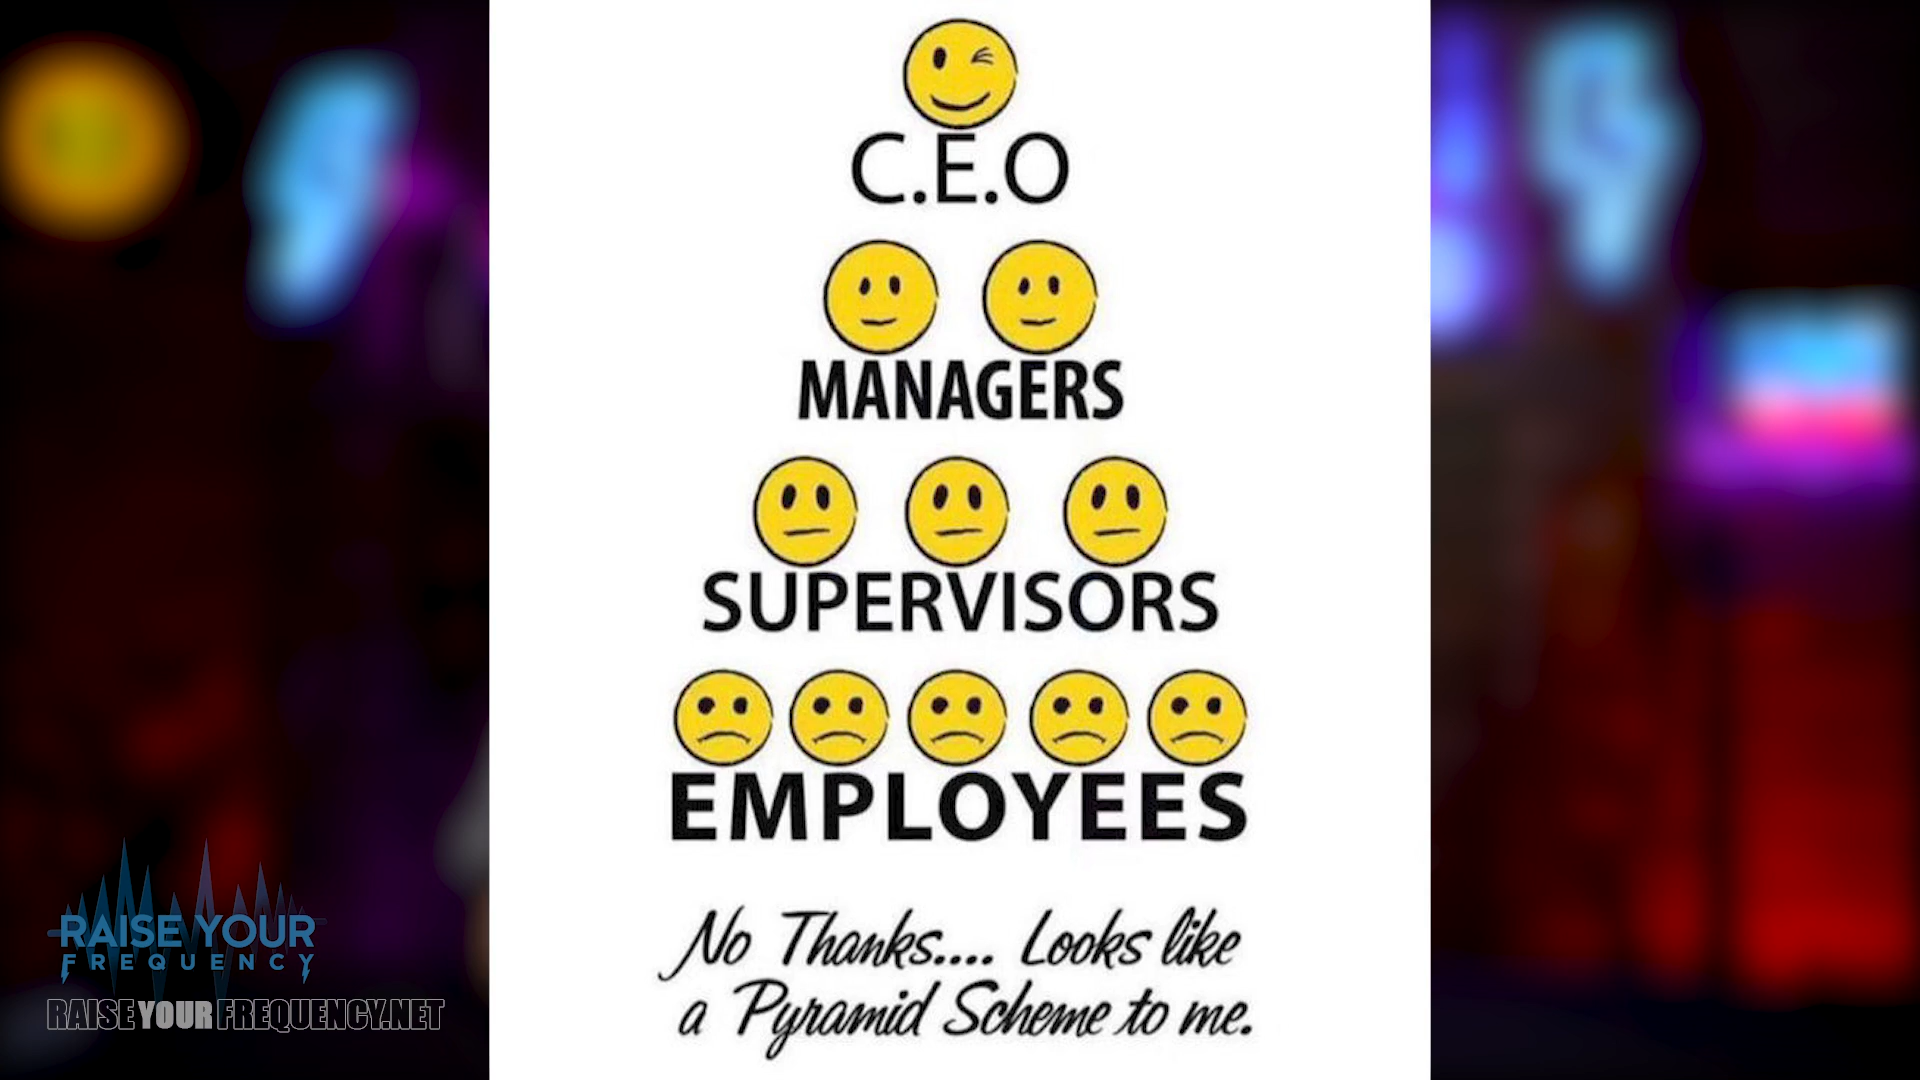 C.E.O
MANAGERS
SUPERVISORS
EMPLOYEES
No Thanks.... Looks like
a Pyramid Scheme to me.
RAISE YOUR
FREQUENCY
RAISEYOURFREQUENCY.NET